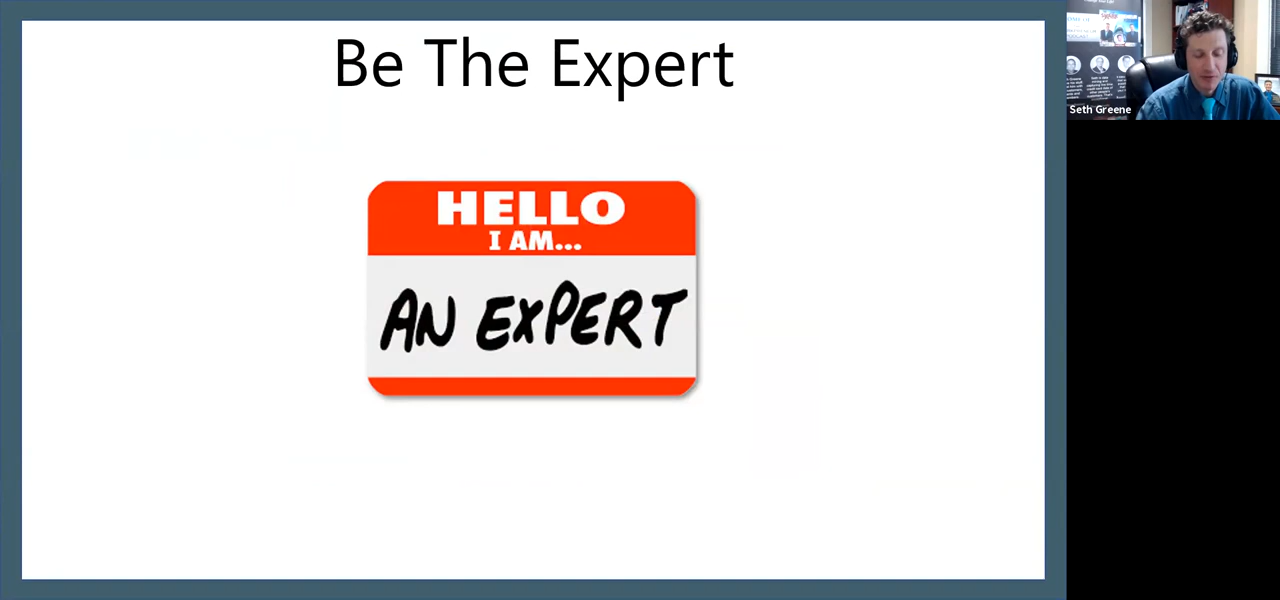 Be The Expert
HELLO
I AM...
AN EXPERT
Seth Greene